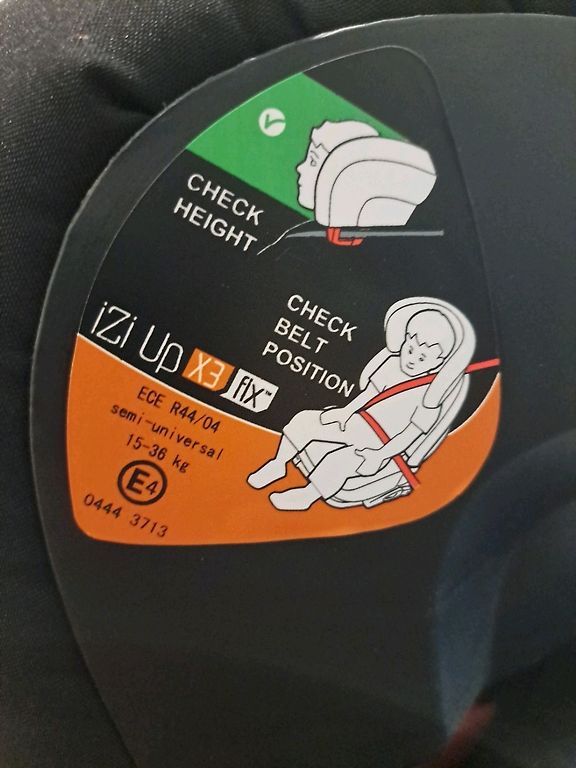 CHECK
HEIGHT
CHECK
BELT
POSITION
iZi Up X3 fix™
ECE R44/04
semi-universal
15-36 kg
E4
0444 3713